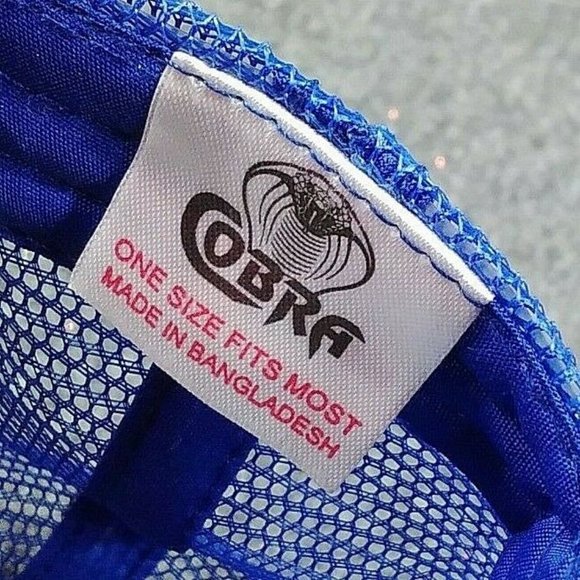 COBRA
ONE SIZE FITS MOST
MADE IN BANGLADESH